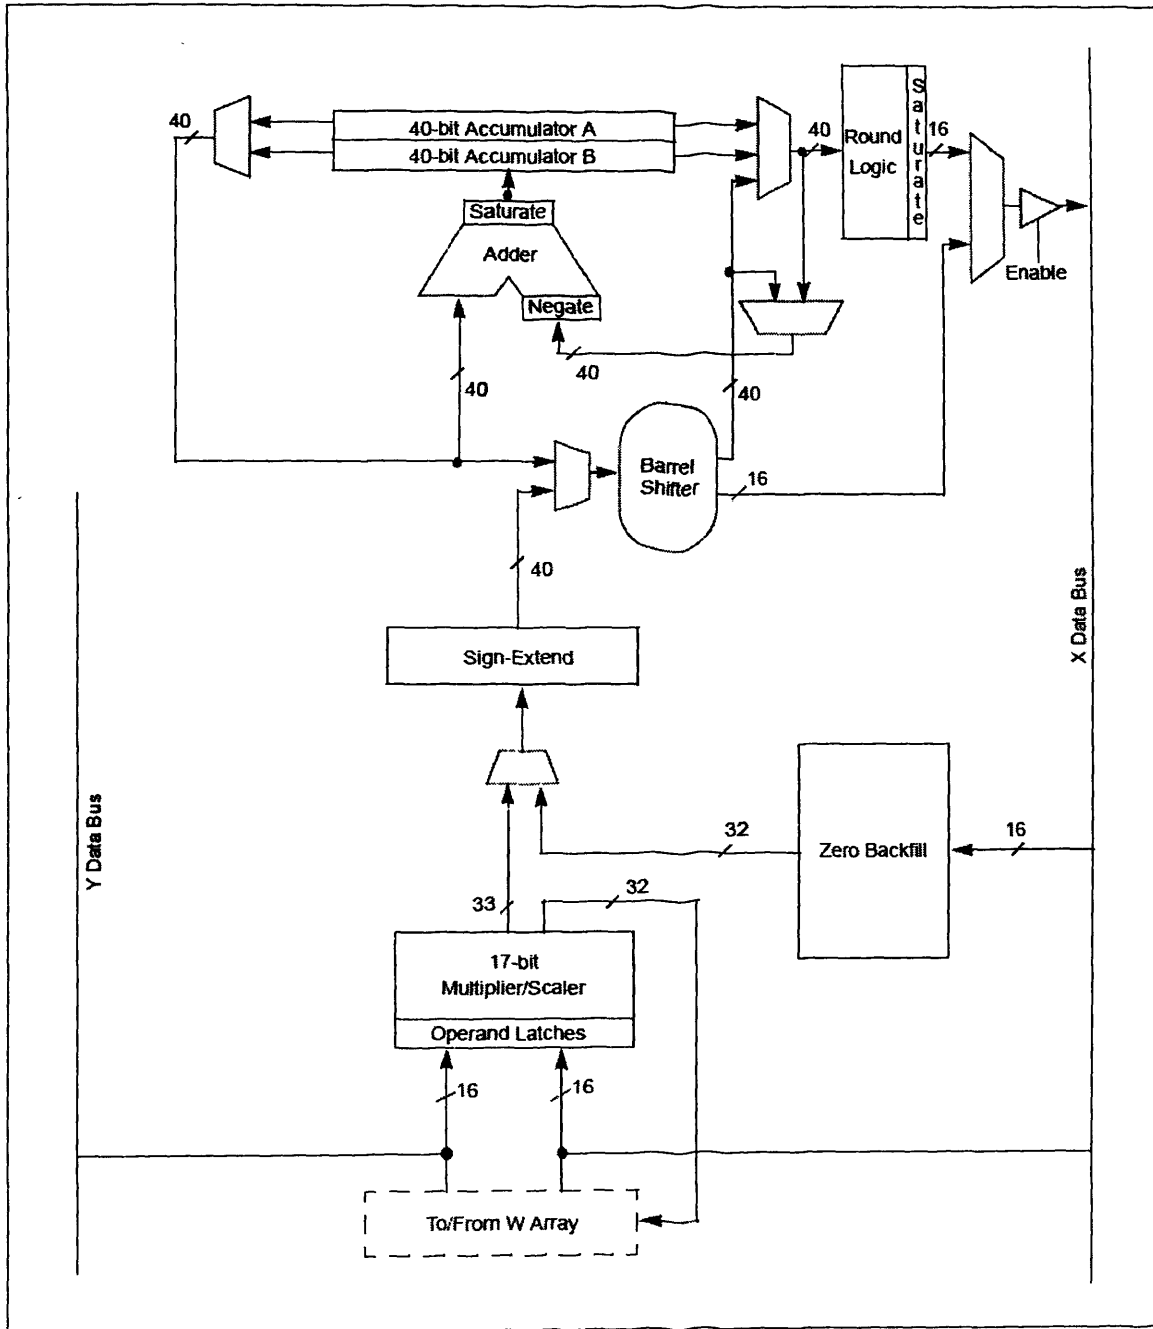 40
40-bit Accumulator A
40-bit Accumulator B
40
Round
Logic
Saturate
16
Saturate
Adder
Negate
Enable
40
40
40
Barrel
Shifter
16
40
Sign-Extend
X Data Bus
Y Data Bus
32
Zero Backfill
16
33
32
17-bit
Multiplier/Scaler
Operand Latches
16
16
To/From W Array